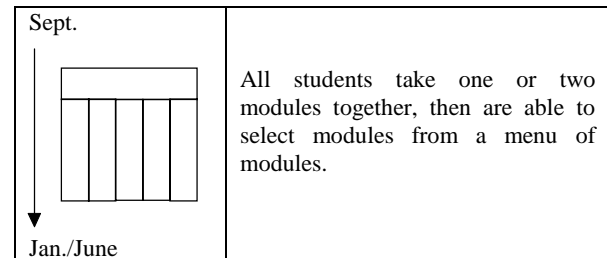 Sept.
All students take one or two
modules together, then are able to
select modules from a menu of
modules.
Jan./June